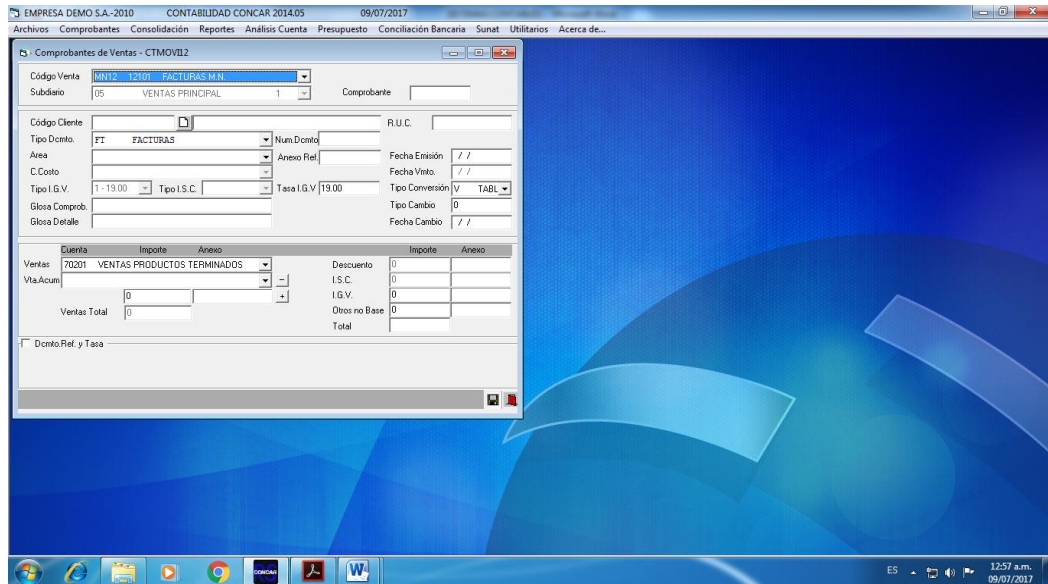 EMPRESA DEMO S.A.-2010 CONTABILIDAD CONCAR 2014.05 09/07/2017
Archivos Comprobantes Consolidación Reportes Análisis Cuenta Presupuesto Conciliación Bancaria Sunat Utilitarios Acerca de...
Comprobantes de Ventas - CTMOVI12
Código Venta MN12 12101 FACTURAS M.N.
Subdiario 05 VENTAS PRINCIPAL 1 Comprobante
Código Cliente R.U.C.
Tipo Dcmto. FT FACTURAS Num.Dcmto
Area Anexo Ref. Fecha Emisión / /
C.Costo Fecha Vmto. / /
Tipo I.G.V. 1 - 19.00 Tipo I.S.C. Tasa I.G.V 19.00 Tipo Conversión V TABL
Glosa Comprob. Tipo Cambio 0
Glosa Detalle Fecha Cambio / /
Cuenta Importe Anexo Importe Anexo
Ventas 70201 VENTAS PRODUCTOS TERMINADOS Descuento 0
Vta.Acum - I.S.C. 0
0 + I.G.V. 0
Ventas Total 0 Otros no Base 0
Total
Dcmto.Ref. y Tasa
CONCAR W ES 12:57 a.m.
09/07/2017